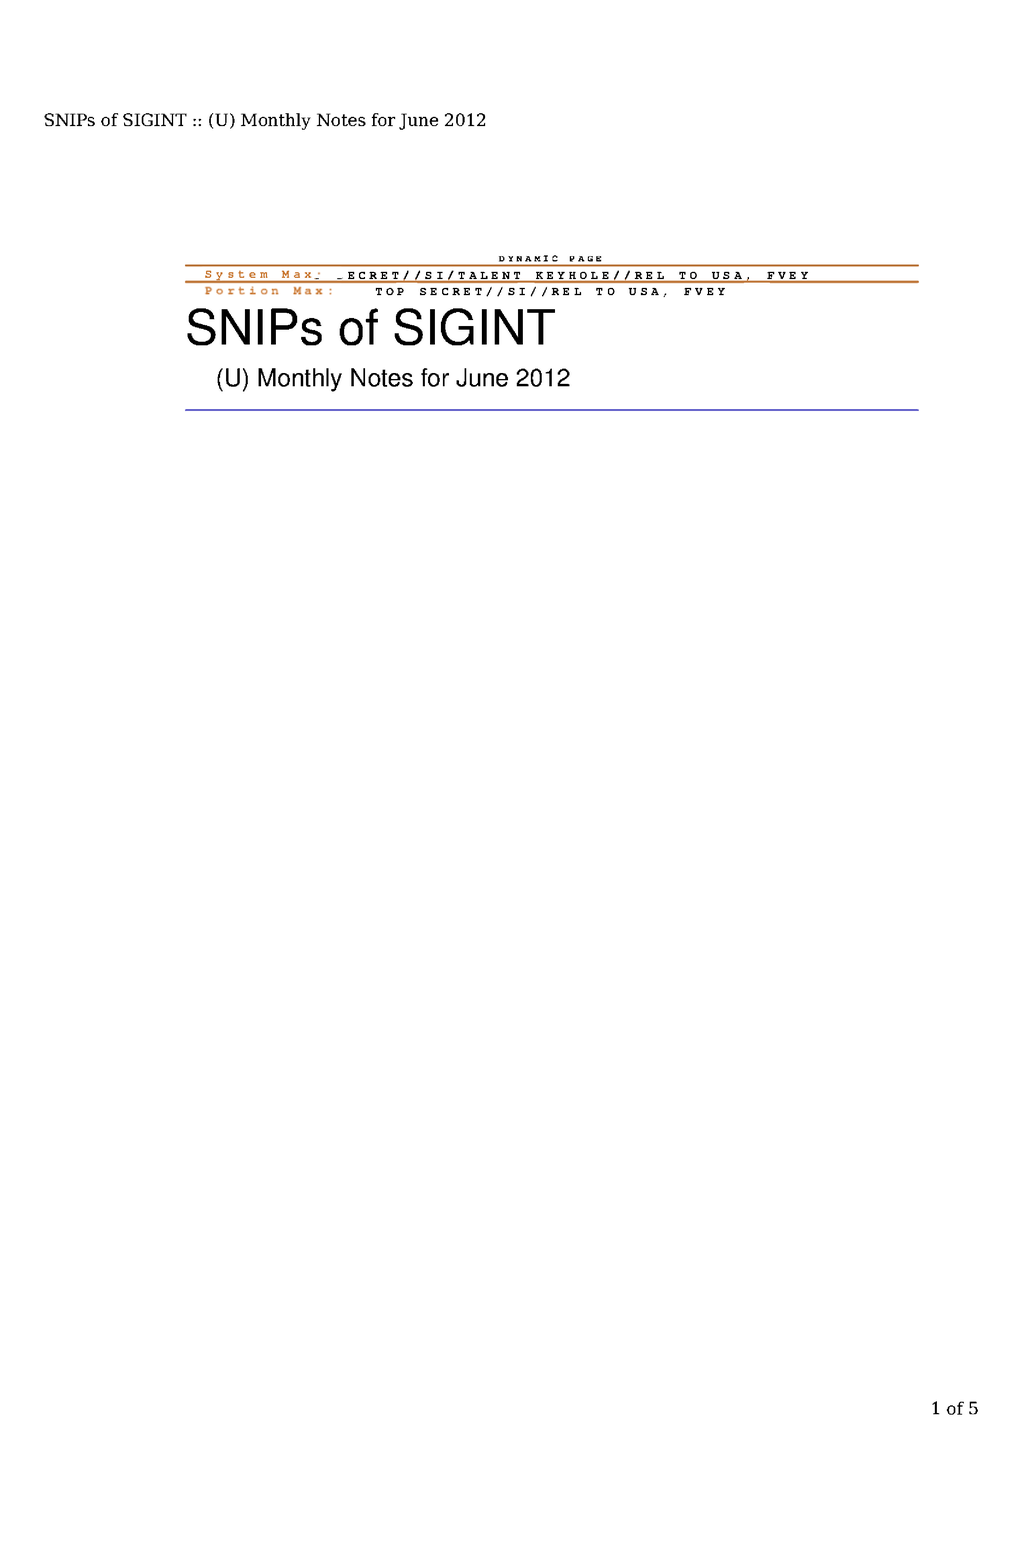 SNIPs of SIGINT :: (U) Monthly Notes for June 2012
DYNAMIC PAGE
System Max: ECRET//SI/TALENT KEYHOLE//REL TO USA, FVEY
Portion Max: TOP SECRET//SI//REL TO USA, FVEY
SNIPs of SIGINT
(U) Monthly Notes for June 2012
1 of 5